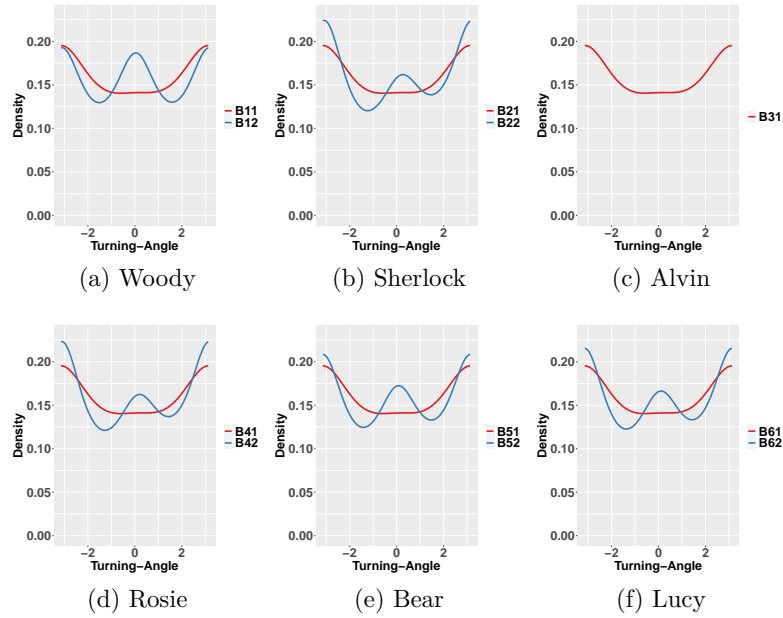 0.20
0.15
0.10
0.05
0.00
Density
−2 0 2
Turning−Angle
B11
B12
(a) Woody
0.20
0.15
0.10
0.05
0.00
Density
−2 0 2
Turning−Angle
B21
B22
(b) Sherlock
0.20
0.15
0.10
0.05
0.00
Density
−2 0 2
Turning−Angle
B31
(c) Alvin
0.20
0.15
0.10
0.05
0.00
Density
−2 0 2
Turning−Angle
B41
B42
(d) Rosie
0.20
0.15
0.10
0.05
0.00
Density
−2 0 2
Turning−Angle
B51
B52
(e) Bear
0.20
0.15
0.10
0.05
0.00
Density
−2 0 2
Turning−Angle
B61
B62
(f) Lucy